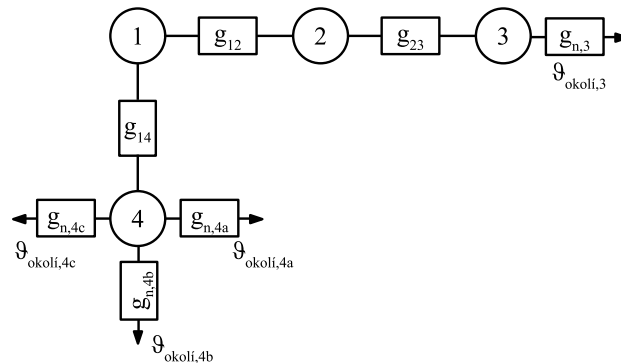 1 g12 2 g23 3 gn,3
ϑokolí,3
g14
gn,4c 4 gn,4a
ϑokolí,4c ϑokolí,4a
gn,4b
ϑokolí,4b